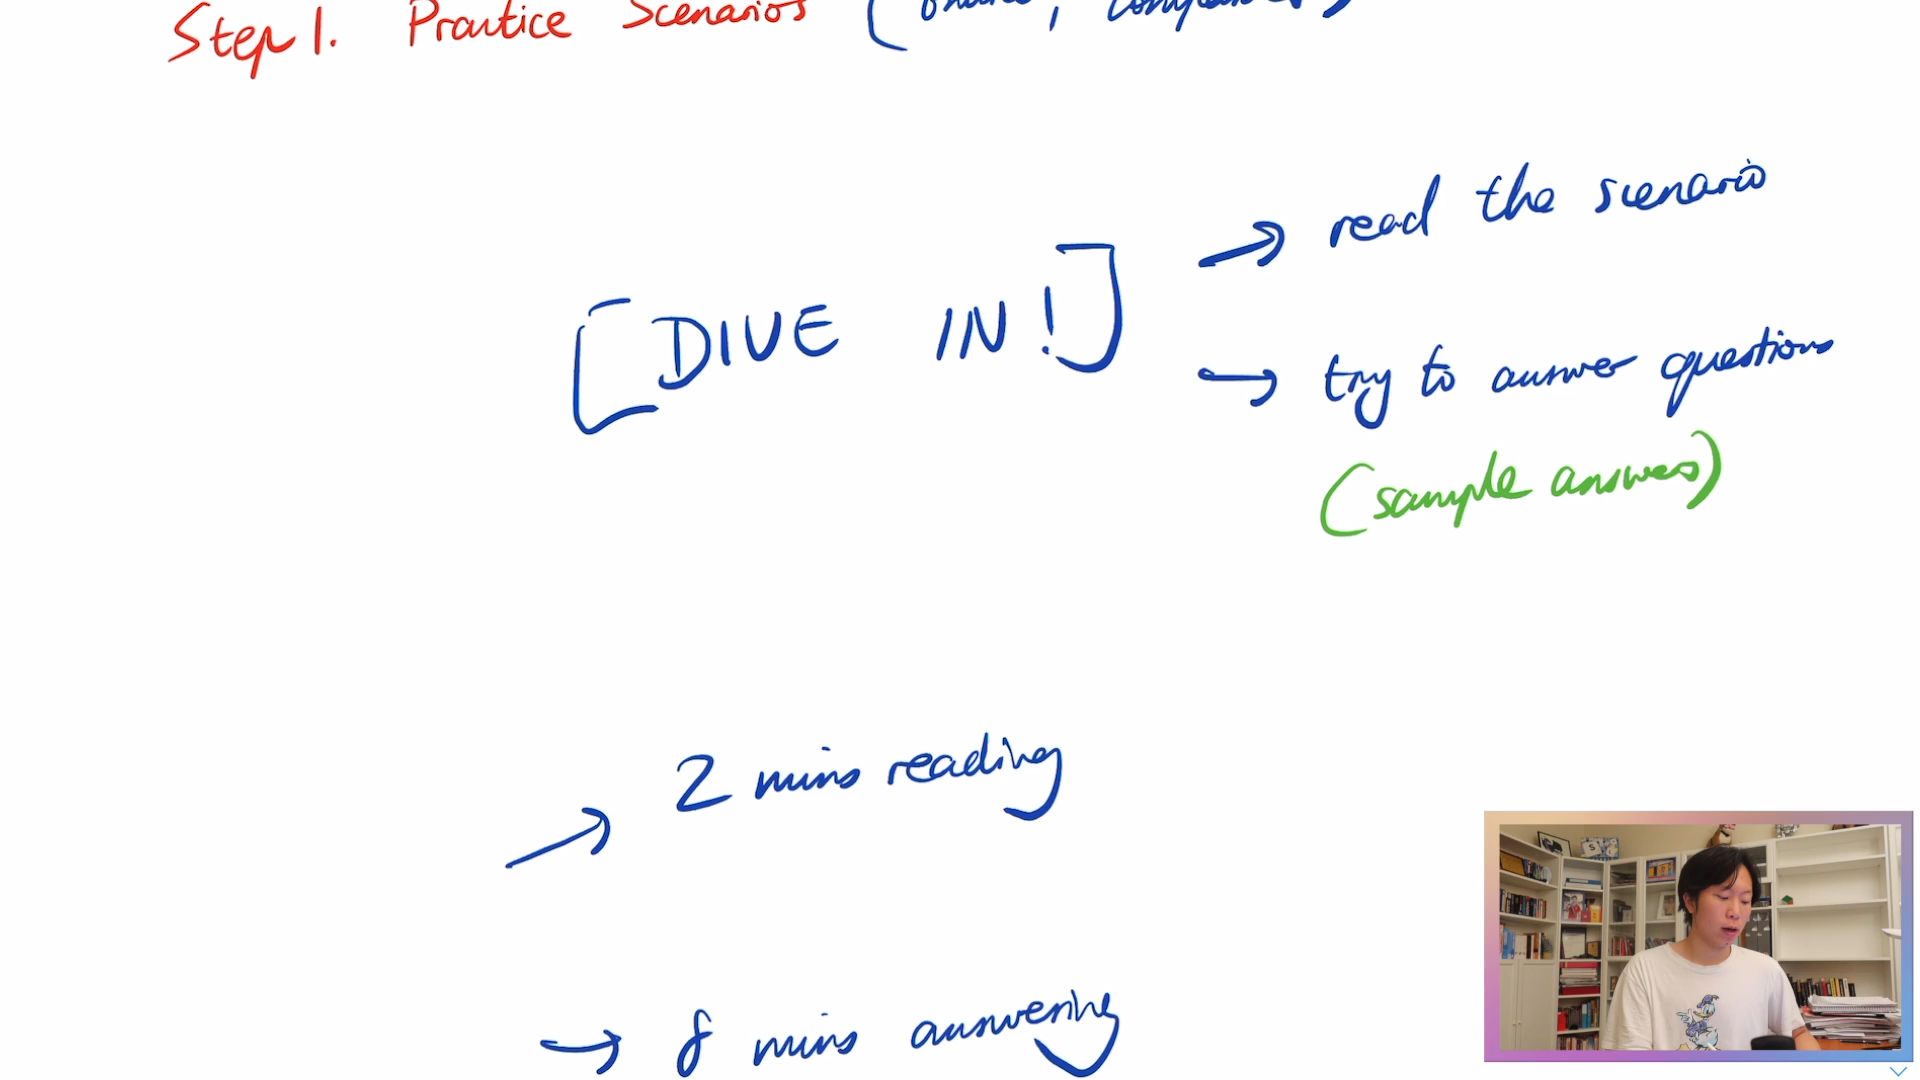 Step 1. Practice Scenarios (
[DIVE IN!]
→ read the scenario
→ try to answer questions
(sample answers)
→ 2 mins reading
→ 8 mins answering